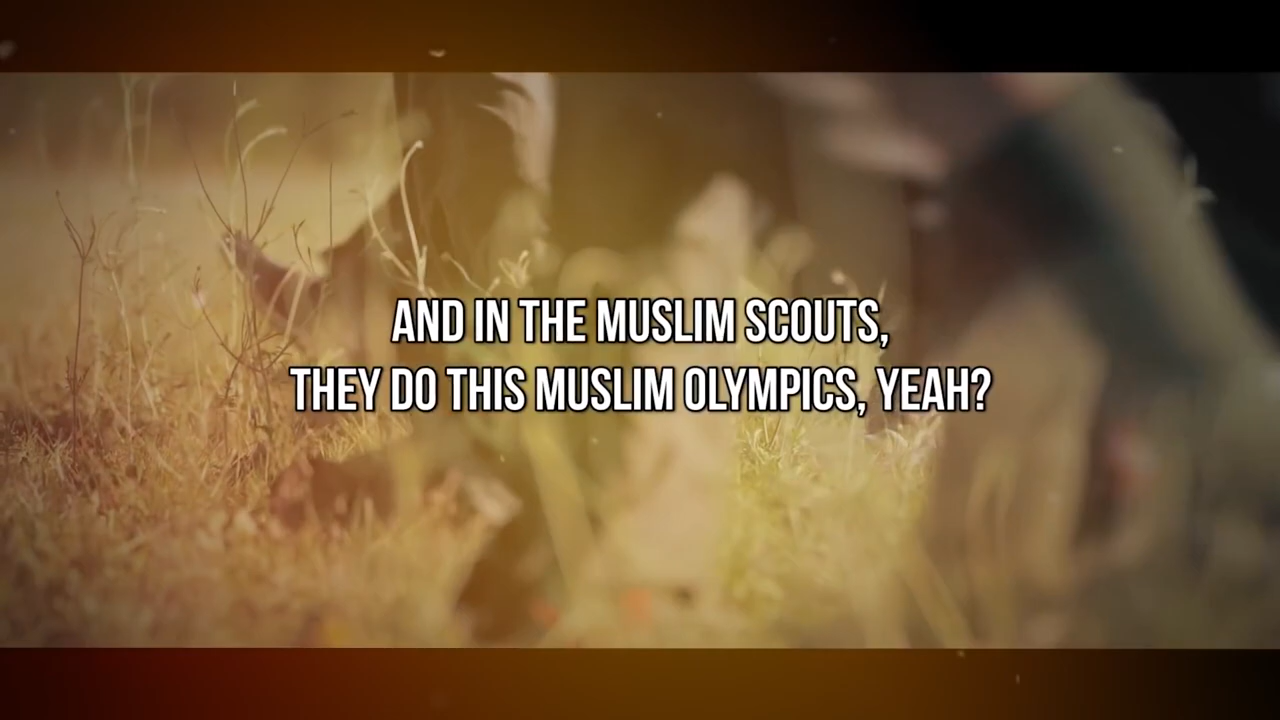 AND IN THE MUSLIM SCOUTS,
THEY DO THIS MUSLIM OLYMPICS, YEAH?